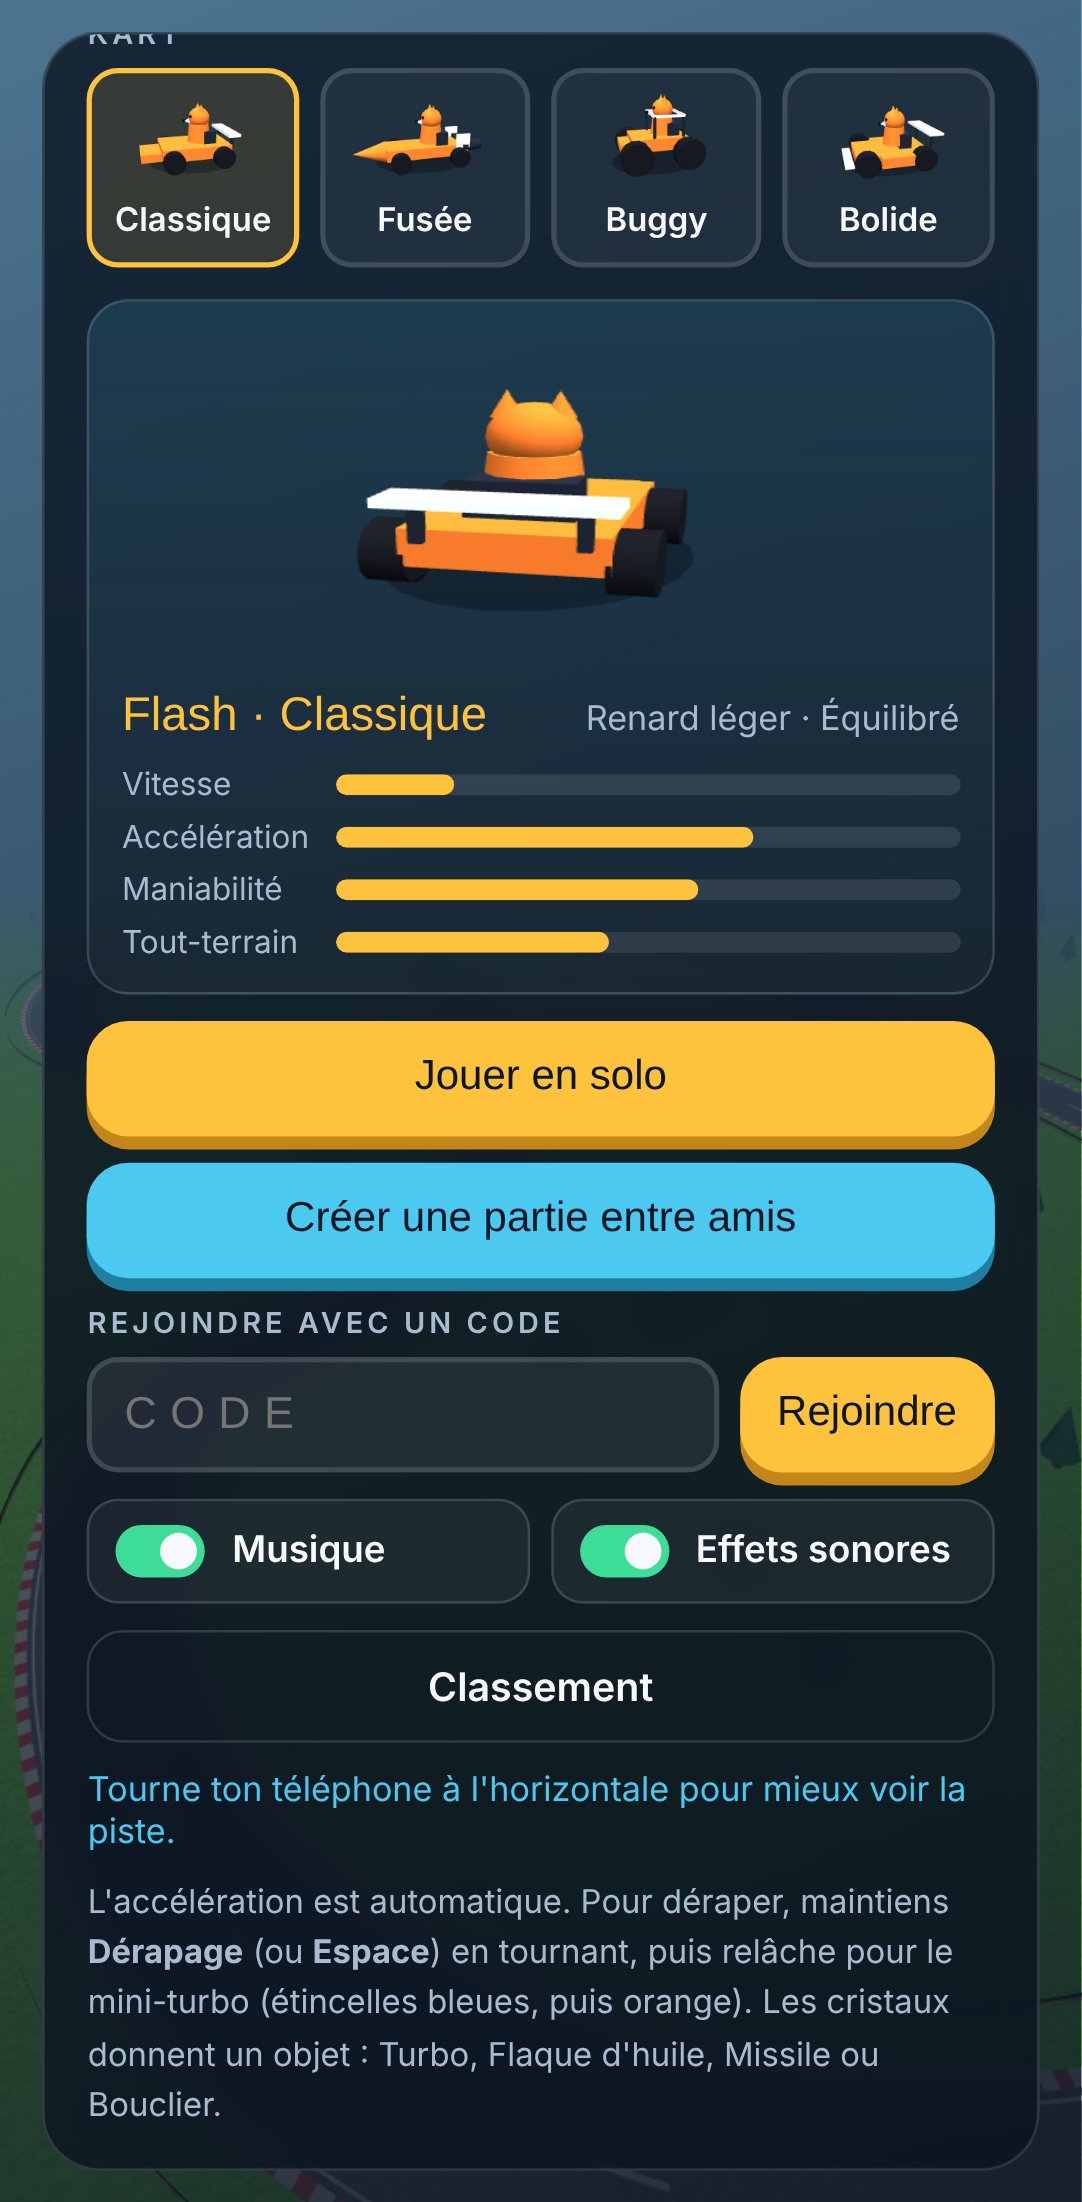 KART
Classique
Fusée
Buggy
Bolide
Flash · Classique
Renard léger · Équilibré
Vitesse
Accélération
Maniabilité
Tout-terrain
Jouer en solo
Créer une partie entre amis
REJOINDRE AVEC UN CODE
CODE
Rejoindre
Musique
Effets sonores
Classement
Tourne ton téléphone à l'horizontale pour mieux voir la
piste.
L'accélération est automatique. Pour déraper, maintiens
Dérapage (ou Espace) en tournant, puis relâche pour le
mini-turbo (étincelles bleues, puis orange). Les cristaux
donnent un objet : Turbo, Flaque d'huile, Missile ou
Bouclier.